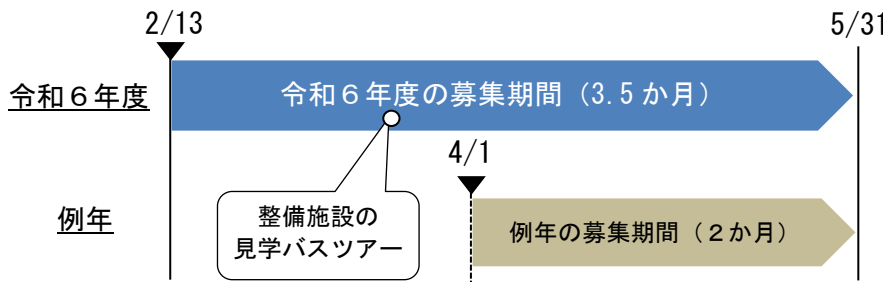 2/13
5/31
令和６年度
令和６年度の募集期間（3.5 か月）
4/1
例年
整備施設の
見学バスツアー
例年の募集期間（２か月）